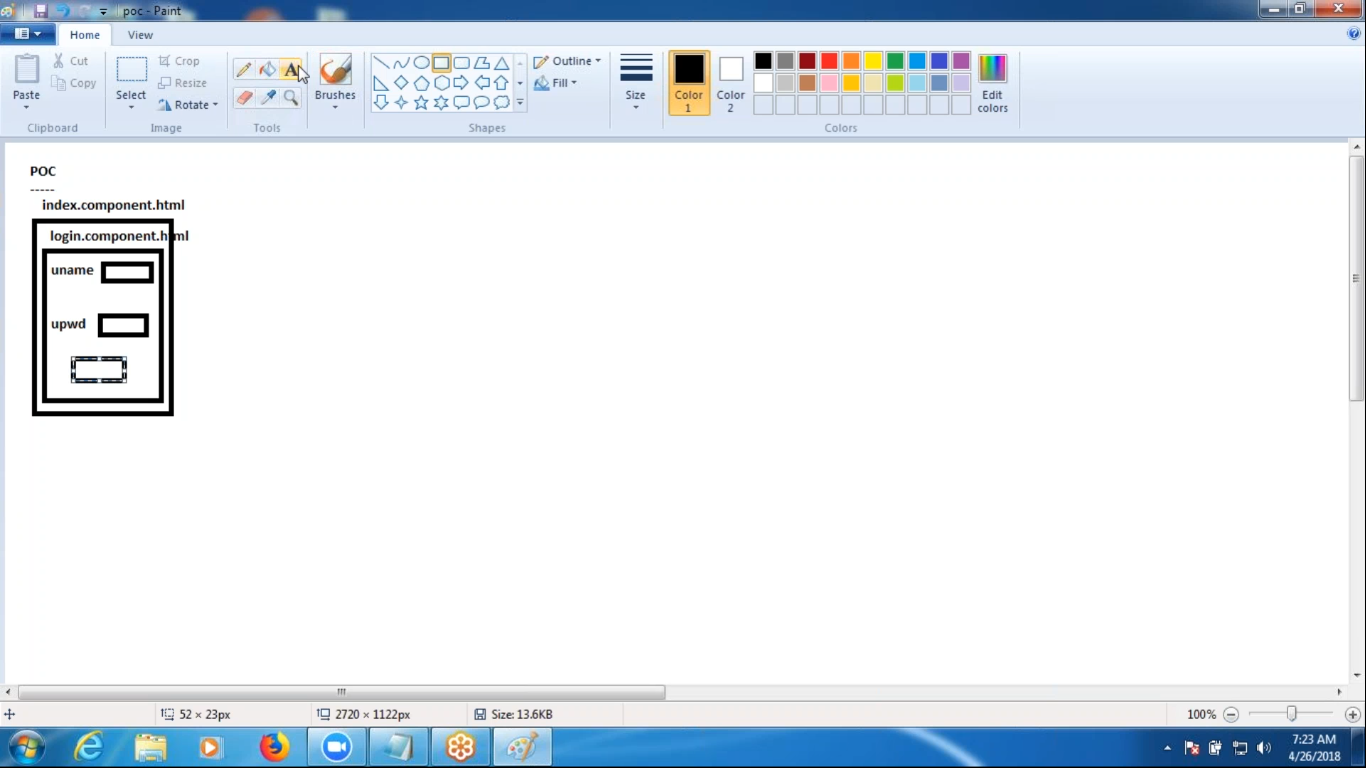 poc - Paint
Home View
Paste
Cut
Copy
Clipboard
Select
Crop
Resize
Rotate
Image
A
Tools
Brushes
Shapes
Outline
Fill
Size
Color 1
Color 2
Edit colors
Colors
POC
-----
index.component.html
login.component.html
uname
upwd
52 × 23px
2720 × 1122px
Size: 13.6KB
100%
7:23 AM
4/26/2018